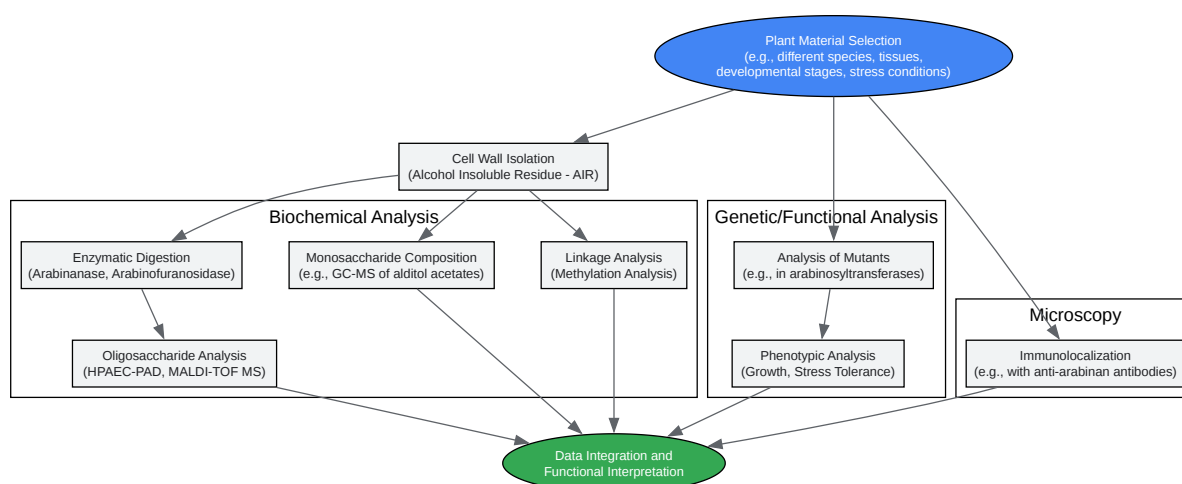 Plant Material Selection
(e.g., different species, tissues,
developmental stages, stress conditions)
Cell Wall Isolation
(Alcohol Insoluble Residue - AIR)
Biochemical Analysis
Enzymatic Digestion
(Arabinanase, Arabinofuranosidase)
Monosaccharide Composition
(e.g., GC-MS of alditol acetates)
Linkage Analysis
(Methylation Analysis)
Oligosaccharide Analysis
(HPAEC-PAD, MALDI-TOF MS)
Genetic/Functional Analysis
Analysis of Mutants
(e.g., in arabinosyltransferases)
Phenotypic Analysis
(Growth, Stress Tolerance)
Microscopy
Immunolocalization
(e.g., with anti-arabinan antibodies)
Data Integration and
Functional Interpretation